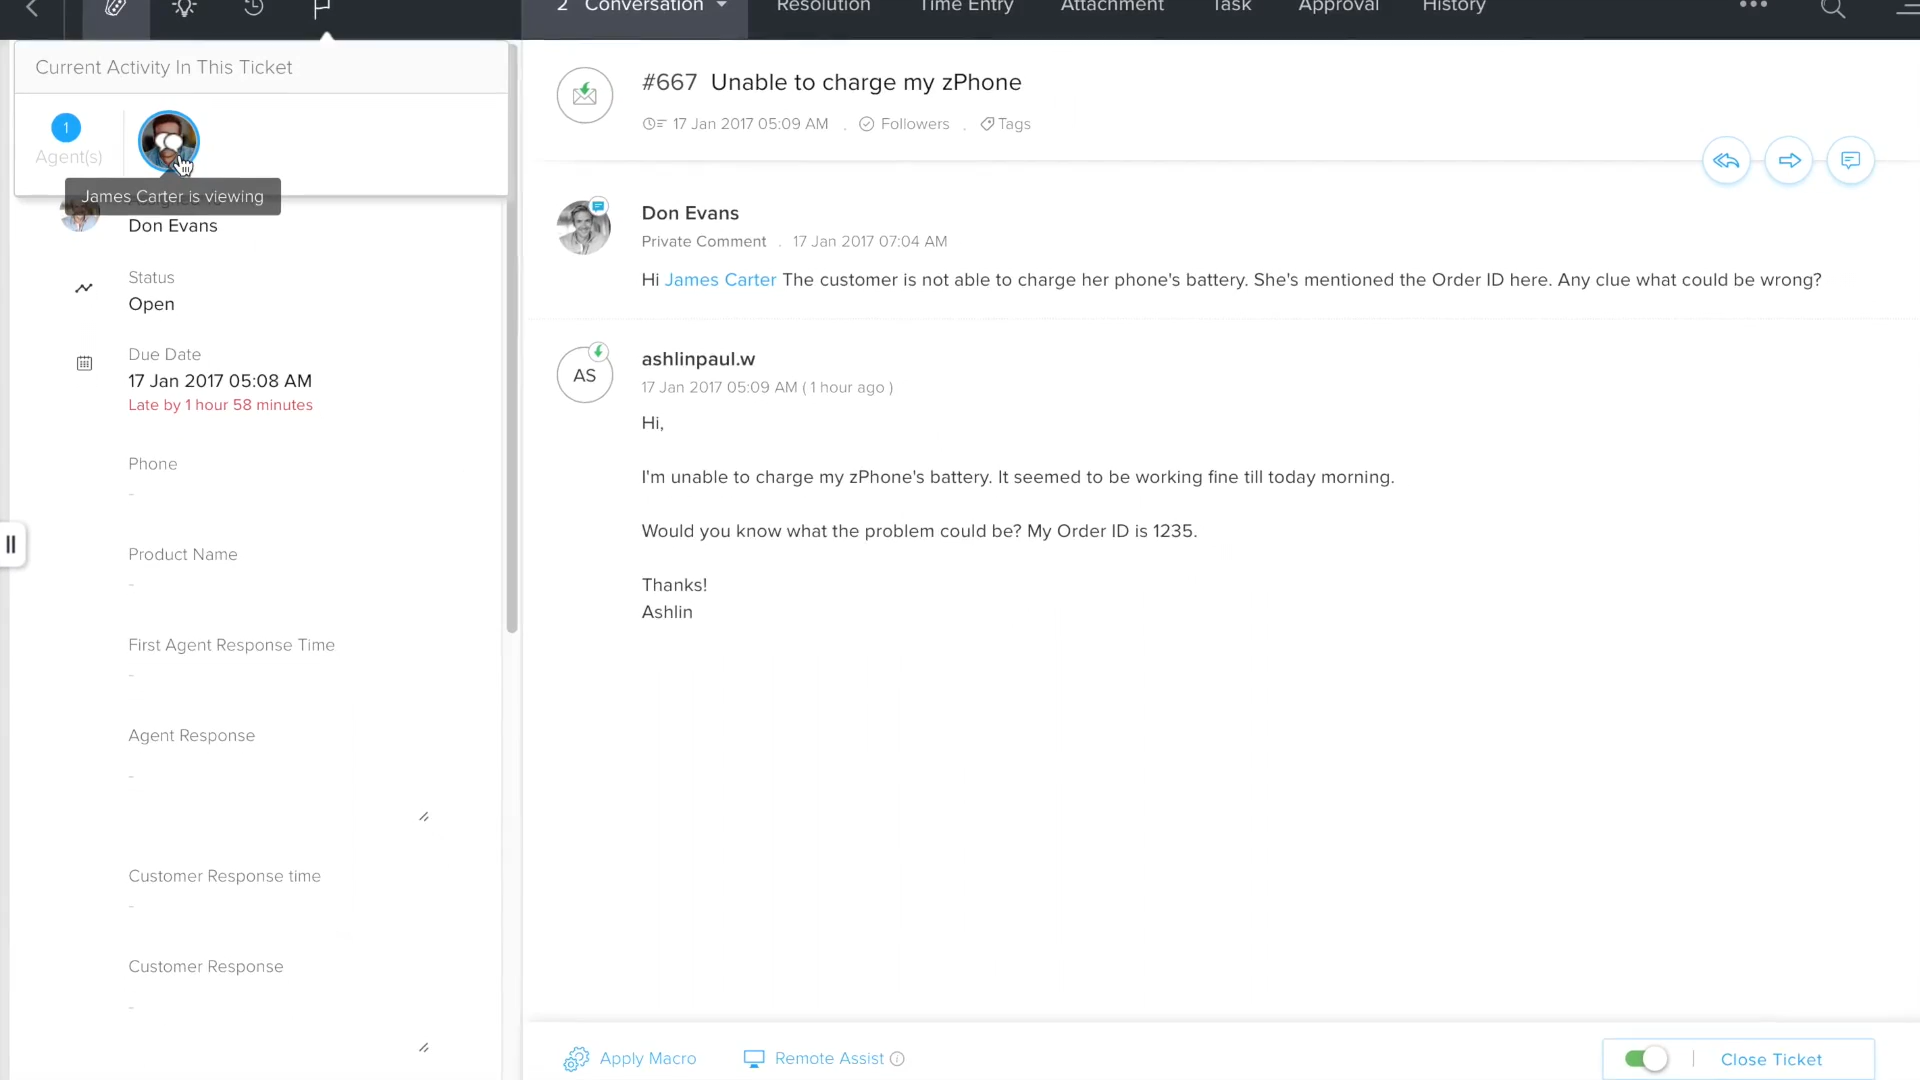 2 Conversation
Resolution
Time Entry
Attachment
Task
Approval
History
Current Activity In This Ticket
1
Agent(s)
James Carter is viewing
Don Evans
Status
Open
Due Date
17 Jan 2017 05:08 AM
Late by 1 hour 58 minutes
Phone
-
Product Name
-
First Agent Response Time
-
Agent Response
-
Customer Response time
-
Customer Response
-
#667 Unable to charge my zPhone
17 Jan 2017 05:09 AM . Followers . Tags
Don Evans
Private Comment . 17 Jan 2017 07:04 AM
Hi James Carter The customer is not able to charge her phone's battery. She's mentioned the Order ID here. Any clue what could be wrong?
AS
ashlinpaul.w
17 Jan 2017 05:09 AM ( 1 hour ago )
Hi,
I'm unable to charge my zPhone's battery. It seemed to be working fine till today morning.
Would you know what the problem could be? My Order ID is 1235.
Thanks!
Ashlin
Apply Macro
Remote Assist
Close Ticket